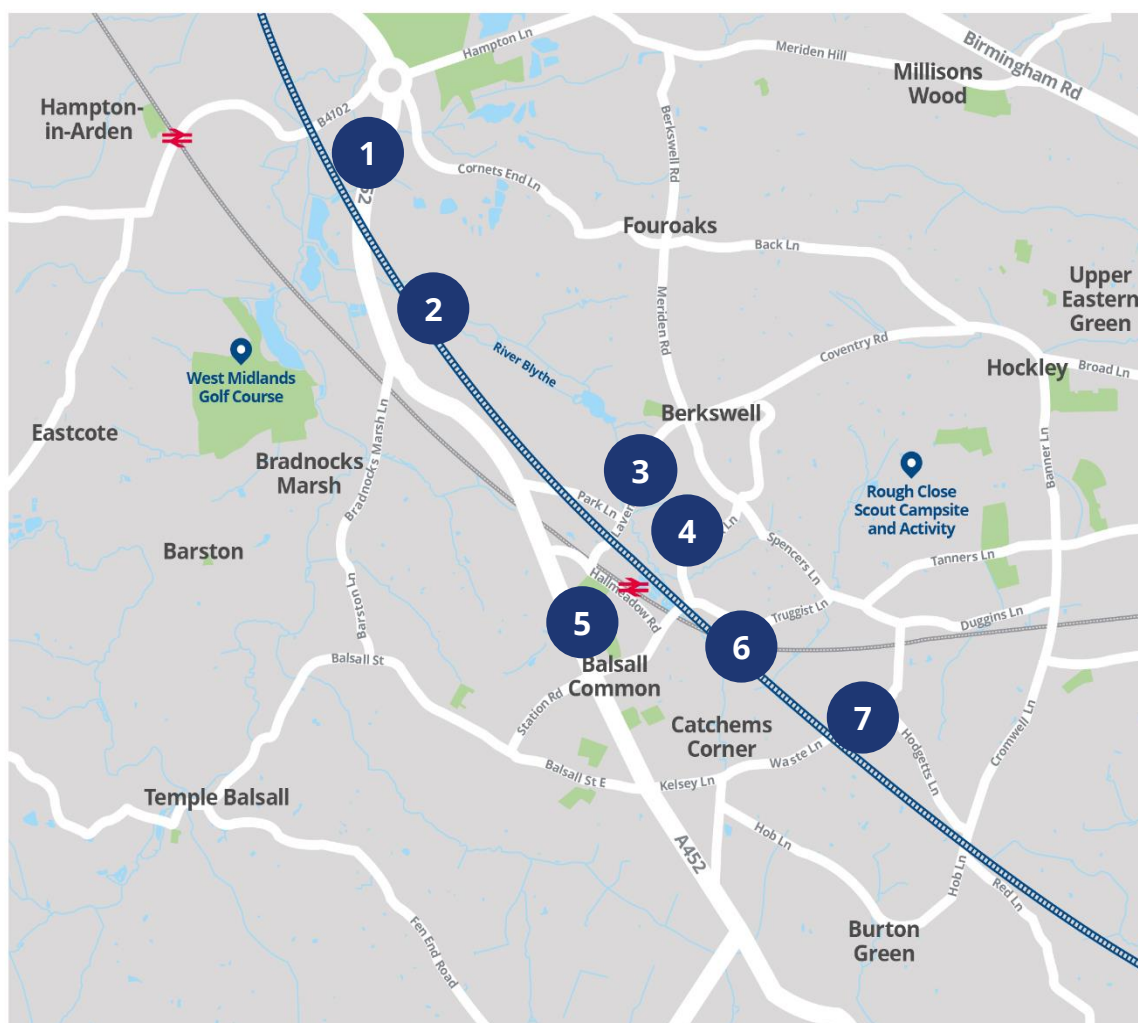 Hampton Ln
Meriden Hill
Birmingham Rd
Millisons
Wood
Hampton-
in-Arden
B4102
1
Berkswell Rd
Cornets End Ln
Fouroaks
Back Ln
Upper
Eastern
Green
2
Meriden Rd
Coventry Rd
River Blythe
West Midlands
Golf Course
Hockley
Broad Ln
Berkswell
Eastcote
Bradnocks Marsh Ln
Bradnocks
Marsh
3
Banner Ln
Rough Close
Scout Campsite
and Activity
Park Ln
4
Ln
Spencers Ln
Barston
Tanners Ln
Hallmeadow Rd
Barston Ln
5
Truggist Ln
Duggins Ln
6
Balsall St
Balsall
Common
Station Rd
Catchems
Corner
7
Hodgetts Ln
Cromwell Ln
Waste Ln
Balsall St E
Kelsey Ln
Temple Balsall
Hob Ln
A452
Hob Ln
Red Ln
Burton
Green
Fen End Road